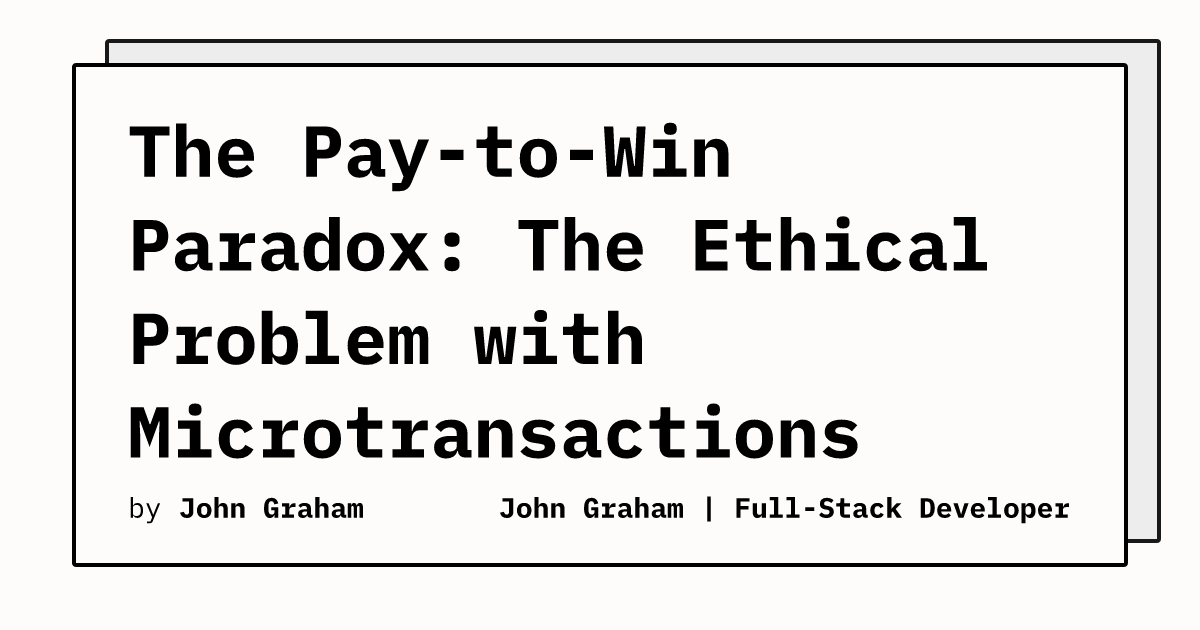 The Pay-to-Win
Paradox: The Ethical
Problem with
Microtransactions
by John Graham
John Graham | Full-Stack Developer